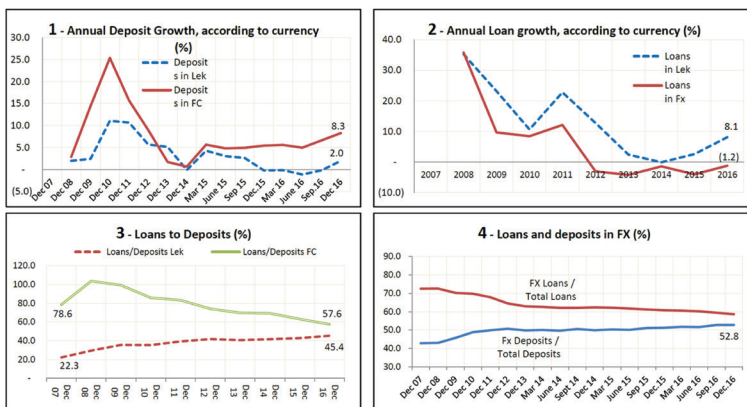 1 - Annual Deposit Growth, according to currency
(%)
30.0
25.0
20.0
15.0
10.0
5.0
-
(5.0)
Deposit
s in Lek
Deposit
s in FC
8.3
2.0
Dec 07
Dec 08
Dec 09
Dec 10
Dec 11
Dec 12
Dec 13
Dec 14
Mar 15
June 15
Sep 15
Dec 15
Mar 16
June 16
Sep.16
Dec 16
2 - Annual Loan growth, according to currency (%)
40.0
30.0
20.0
10.0
-
(10.0)
Loans
in Lek
Loans
in Fx
8.1
(1.2)
2007 2008 2009 2010 2011 2012 2013 2014 2015 2016
3 - Loans to Deposits (%)
Loans/Deposits Lek Loans/Deposits FC
120.0
100.0
80.0
60.0
40.0
20.0
-
78.6
57.6
22.3
45.4
07 Dec
08 Dec
09 Dec
10 Dec
11 Dec
12 Dec
13 Dec
14 Dec
15 Dec
16 Dec
4 - Loans and deposits in FX (%)
90.0
80.0
70.0
60.0
50.0
40.0
30.0
FX Loans /
Total Loans
Fx Deposits /
Total Deposits
52.8
Dec 07
Dec 08
Dec 09
Dec 10
Dec 11
Dec 12
Dec 13
Mar 14
June 14
Sept 14
Dec 14
Mar 15
June 15
Sep 15
Dec 15
Mar 16
June 16
Sep.16
Dec.16